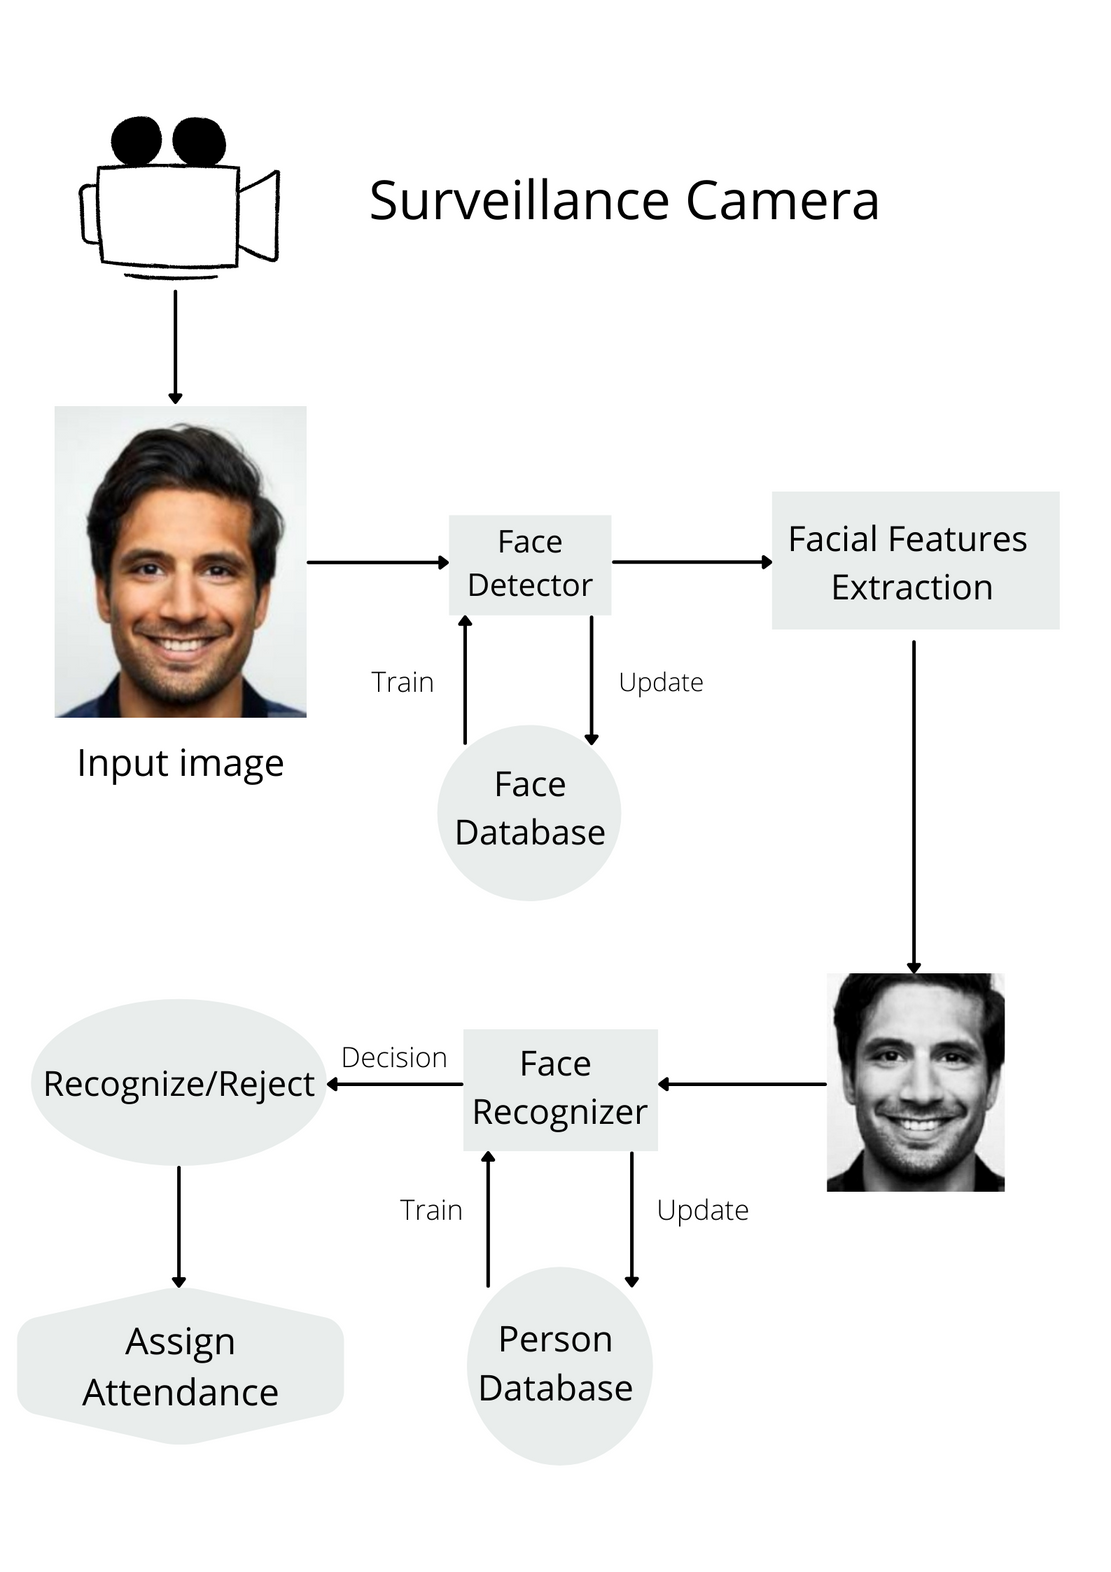 Surveillance Camera
Input image
Face
Detector
Facial Features
Extraction
Train
Update
Face
Database
Recognize/Reject
Decision
Face
Recognizer
Train
Update
Assign
Attendance
Person
Database